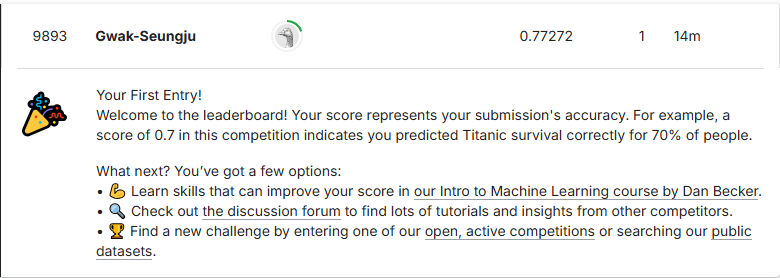 9893 Gwak-Seungju 0.77272 1 14m
Your First Entry!
Welcome to the leaderboard! Your score represents your submission's accuracy. For example, a
score of 0.7 in this competition indicates you predicted Titanic survival correctly for 70% of people.
What next? You've got a few options:
• 💪 Learn skills that can improve your score in our Intro to Machine Learning course by Dan Becker.
• 🔍 Check out the discussion forum to find lots of tutorials and insights from other competitors.
• 🏆 Find a new challenge by entering one of our open, active competitions or searching our public
datasets.